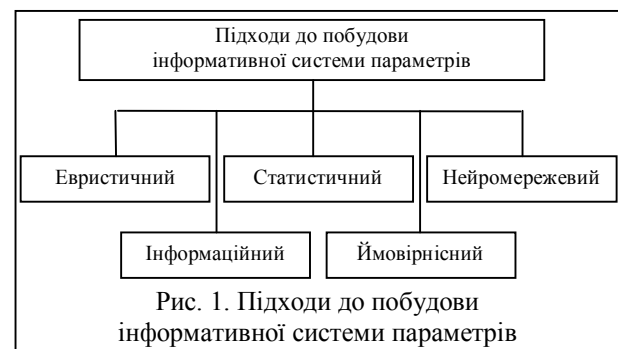 Підходи до побудови
інформативної системи параметрів
Евристичний
Статистичний
Нейромережевий
Інформаційний
Ймовірнісний
Рис. 1. Підходи до побудови
інформативної системи параметрів